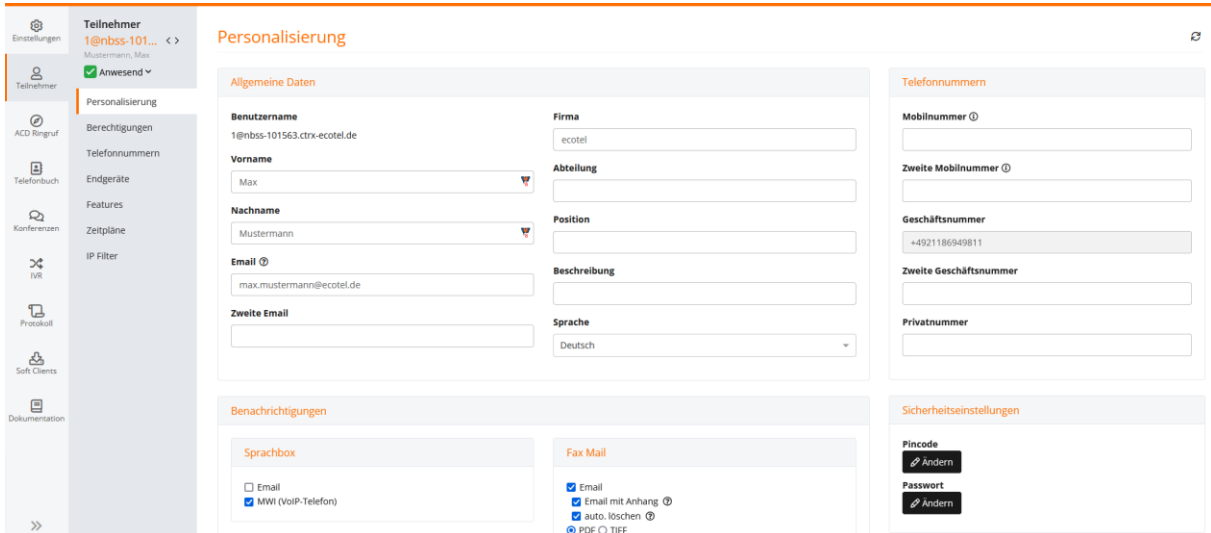 Einstellungen
Teilnehmer
ACD Ringruf
Telefonbuch
Konferenzen
IVR
Protokoll
Soft Clients
Dokumentation
Teilnehmer
1@nbss-101...
Mustermann, Max
Anwesend
Personalisierung
Berechtigungen
Telefonnummern
Endgeräte
Features
Zeitpläne
IP Filter
Personalisierung
Allgemeine Daten
Benutzername
1@nbss-101563.ctrx-ecotel.de
Vorname
Max
Nachname
Mustermann
Email
max.mustermann@ecotel.de
Zweite Email
Firma
ecotel
Abteilung
Position
Beschreibung
Sprache
Deutsch
Telefonnummern
Mobilnummer
Zweite Mobilnummer
Geschäftsnummer
+4921186949811
Zweite Geschäftsnummer
Privatnummer
Benachrichtigungen
Sprachbox
Email
MWI (VoIP-Telefon)
Fax Mail
Email
Email mit Anhang
auto. löschen
PDF TIFF
Sicherheitseinstellungen
Pincode
Ändern
Passwort
Ändern